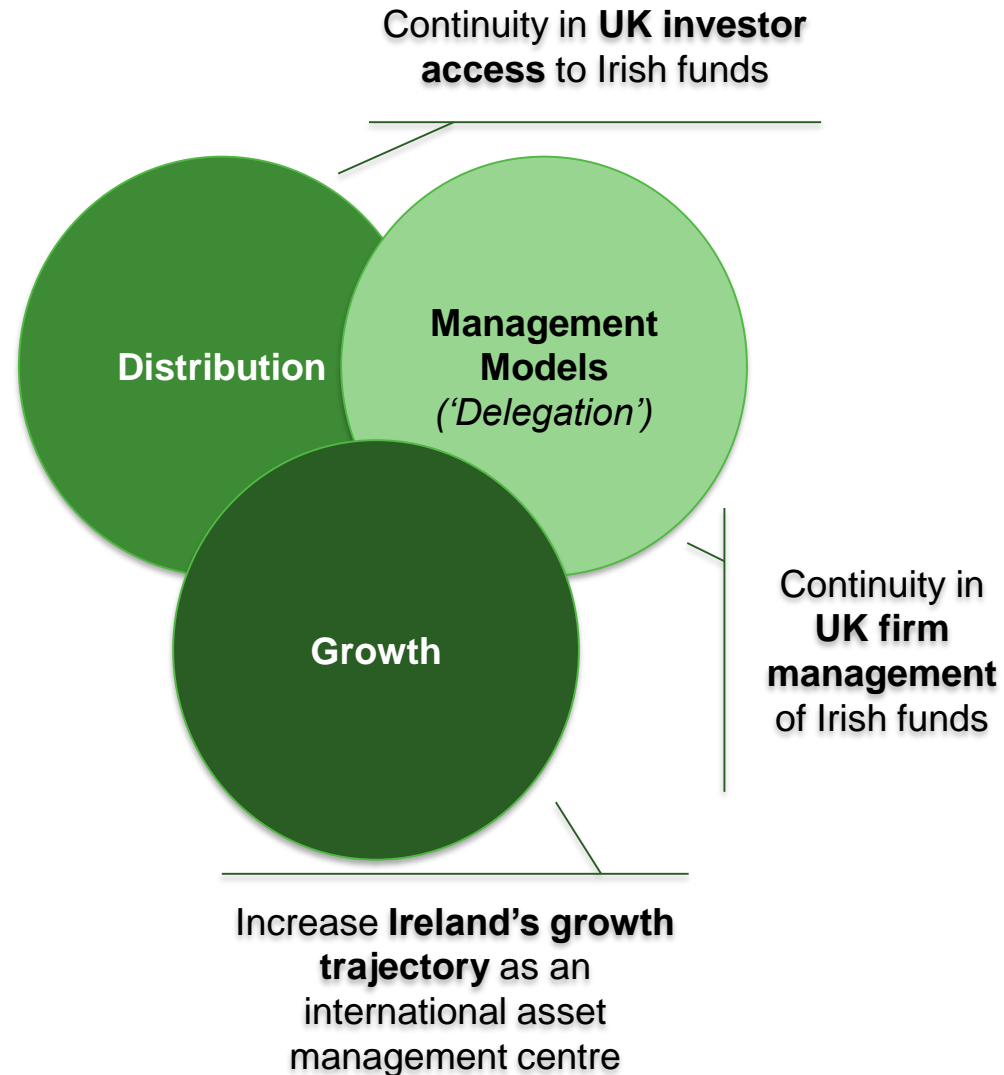 Continuity in UK investor
access to Irish funds
Distribution
Management
Models
(‘Delegation’)
Growth
Continuity in
UK firm
management
of Irish funds
Increase Ireland’s growth
trajectory as an
international asset
management centre